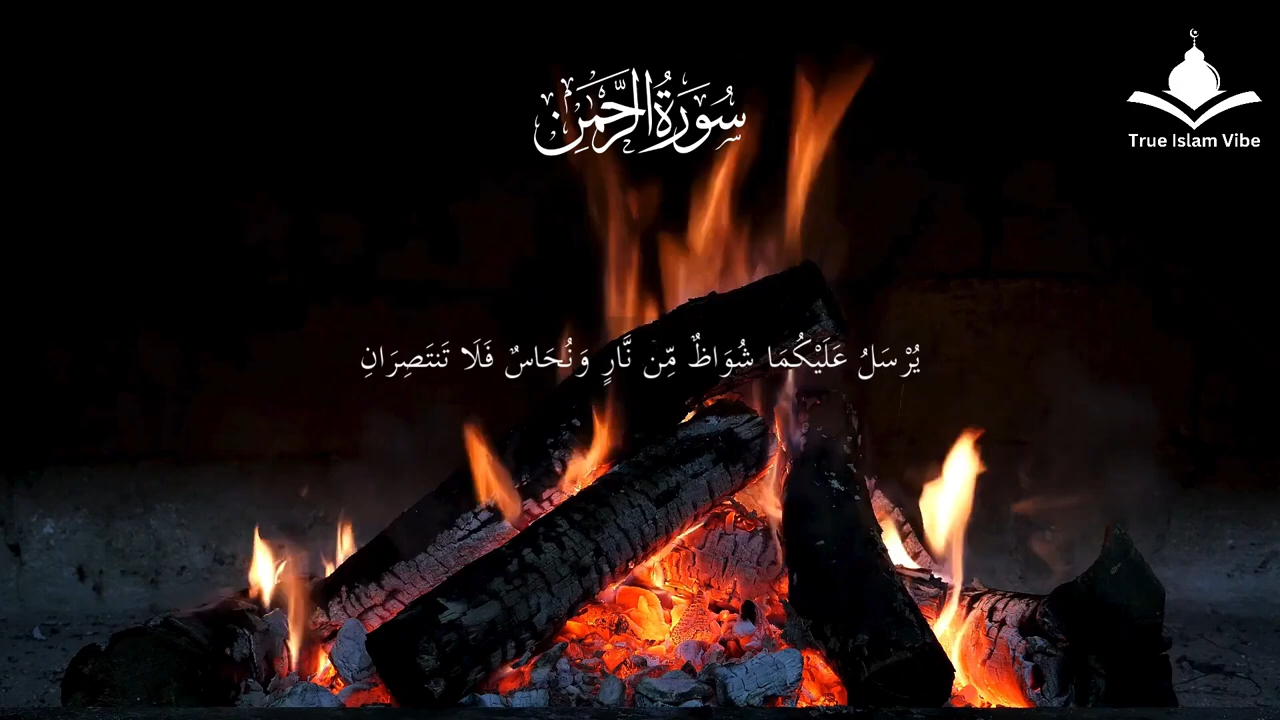 سُورَةُ الرَّحْمَٰن
True Islam Vibe
يُرْسَلُ عَلَيْكُمَا شُوَاظٌ مِّن نَّارٍ وَنُحَاسٌ فَلَا تَنتَصِرَانِ